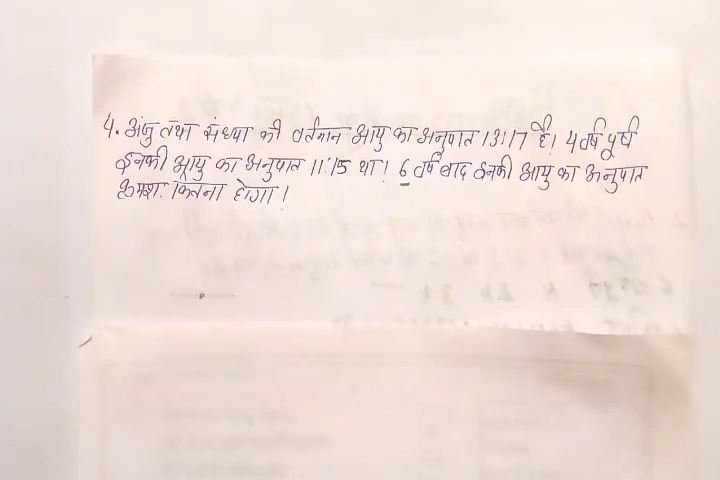 4. अंजु तथा संध्या की वर्तमान आयु का अनुपात 13:17 है। 4 वर्ष पूर्व
इनकी आयु का अनुपात 11:15 था। 6 वर्ष बाद इनकी आयु का अनुपात
क्रमशः कितना होगा।